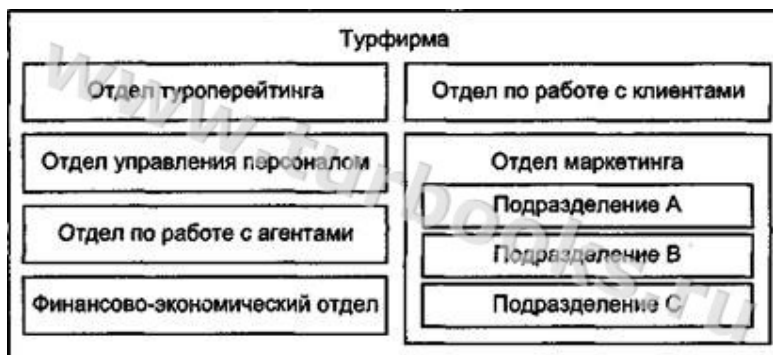 Турфирма
Отдел туроперейтинга
Отдел управления персоналом
Отдел по работе с агентами
Финансово-экономический отдел
Отдел по работе с клиентами
Отдел маркетинга
Подразделение А
Подразделение В
Подразделение С
www.turbooks.ru